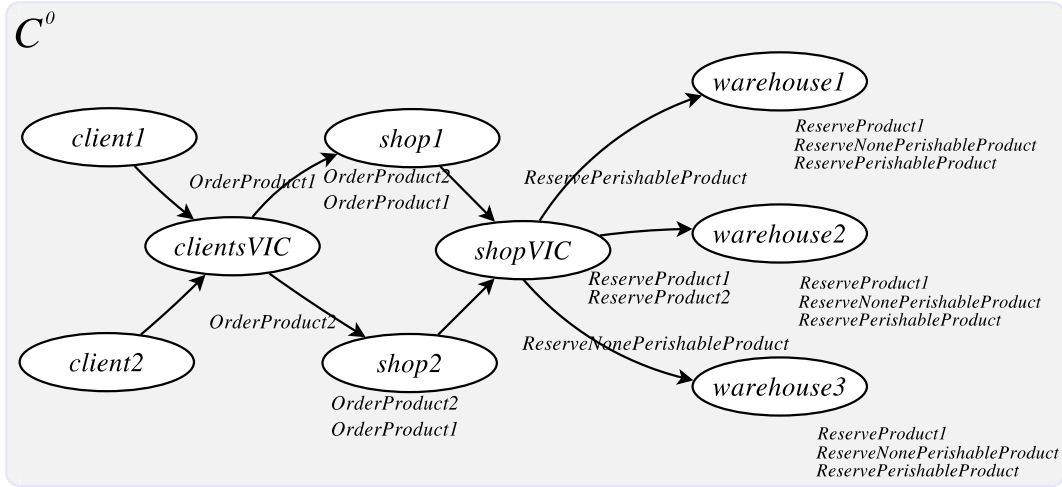 C⁰
client1
shop1
warehouse1
ReserveProduct1
ReserveNonePerishableProduct
ReservePerishableProduct
OrderProduct1
OrderProduct2
OrderProduct1
ReservePerishableProduct
clientsVIC
shopVIC
warehouse2
ReserveProduct1
ReserveProduct2
ReserveProduct1
ReserveNonePerishableProduct
ReservePerishableProduct
OrderProduct2
ReserveNonePerishableProduct
client2
shop2
warehouse3
OrderProduct2
OrderProduct1
ReserveProduct1
ReserveNonePerishableProduct
ReservePerishableProduct